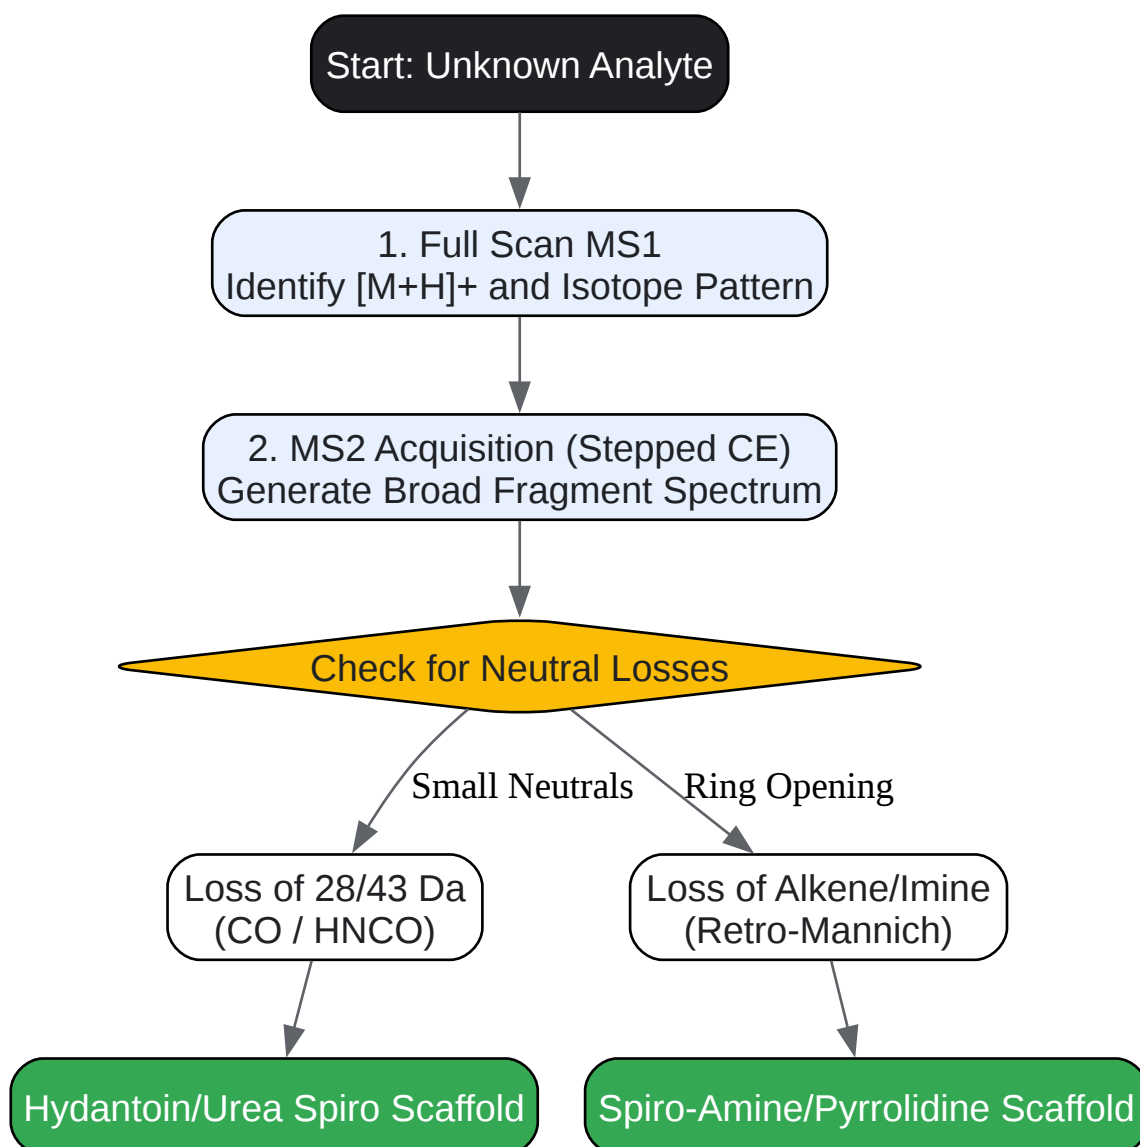 Start: Unknown Analyte
1. Full Scan MS1
Identify [M+H]+ and Isotope Pattern
2. MS2 Acquisition (Stepped CE)
Generate Broad Fragment Spectrum
Check for Neutral Losses
Small Neutrals
Ring Opening
Loss of 28/43 Da
(CO / HNCO)
Loss of Alkene/Imine
(Retro-Mannich)
Hydantoin/Urea Spiro Scaffold
Spiro-Amine/Pyrrolidine Scaffold